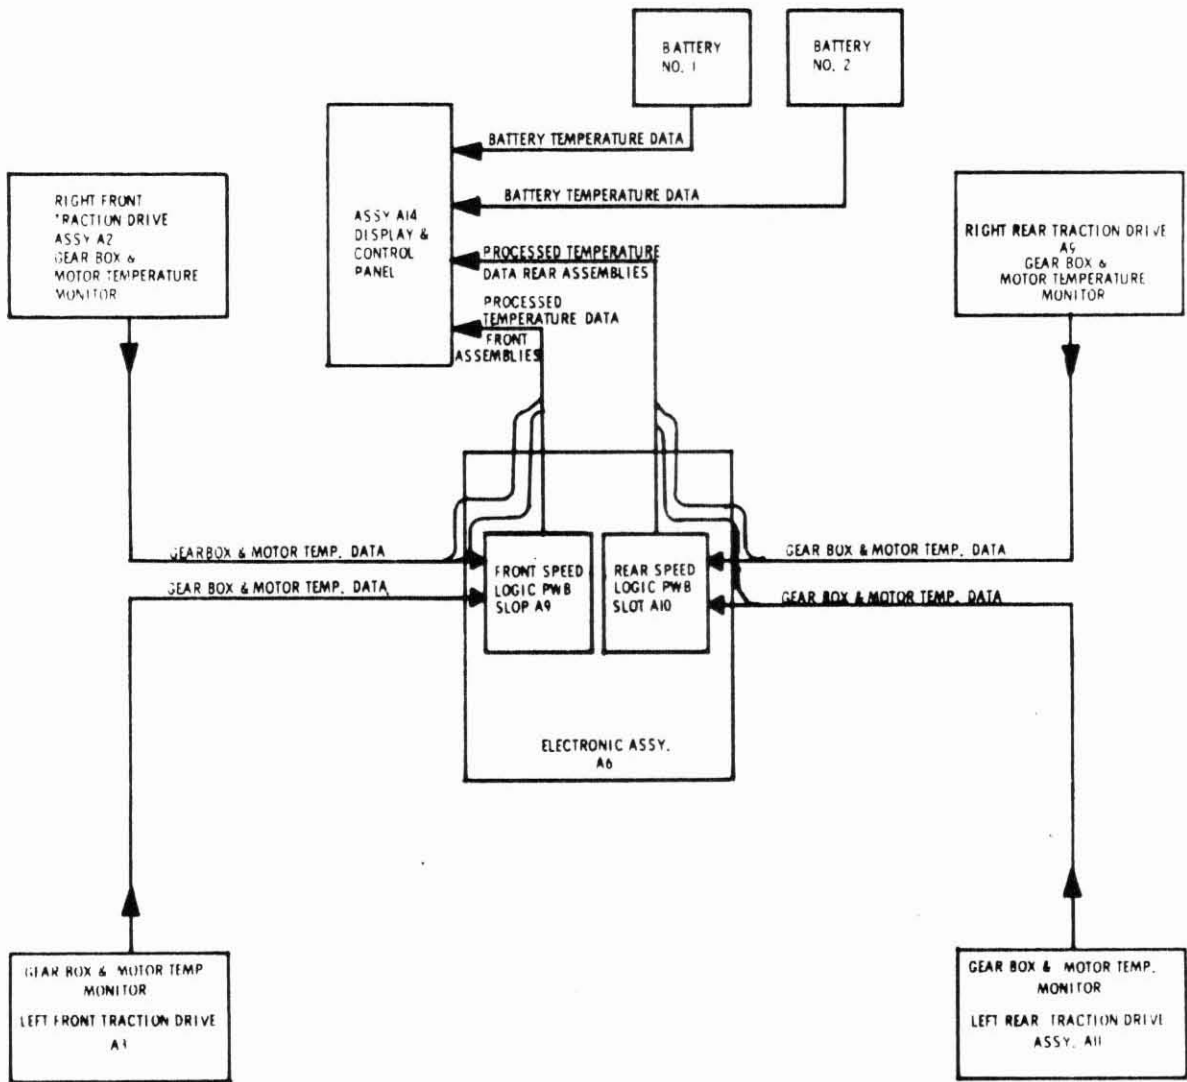 BATTERY
NO. 1
BATTERY
NO. 2
BATTERY TEMPERATURE DATA
BATTERY TEMPERATURE DATA
RIGHT FRONT
TRACTION DRIVE
ASSY A2
GEAR BOX &
MOTOR TEMPERATURE
MONITOR
ASSY A14
DISPLAY &
CONTROL
PANEL
PROCESSED TEMPERATURE
DATA REAR ASSEMBLIES
PROCESSED
TEMPERATURE DATA
FRONT
ASSEMBLIES
RIGHT REAR TRACTION DRIVE
A9
GEAR BOX &
MOTOR TEMPERATURE
MONITOR
GEARBOX & MOTOR TEMP. DATA
GEAR BOX & MOTOR TEMP. DATA
FRONT SPEED
LOGIC PWB
SLOP A9
REAR SPEED
LOGIC PWB
SLOT A10
GEAR BOX & MOTOR TEMP. DATA
GEAR BOX & MOTOR TEMP. DATA
ELECTRONIC ASSY.
A6
GEAR BOX & MOTOR TEMP
MONITOR
LEFT FRONT TRACTION DRIVE
A3
GEAR BOX & MOTOR TEMP.
MONITOR
LEFT REAR TRACTION DRIVE
ASSY. A11